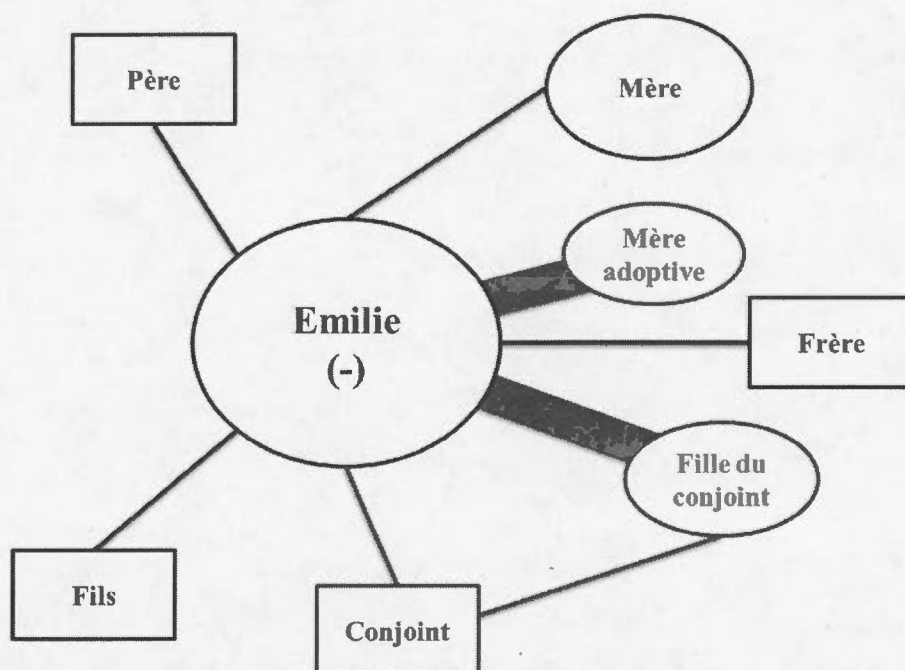 Père
Mère
Mère
adoptive
Emilie
(-)
Frère
Fille du
conjoint
Fils
Conjoint